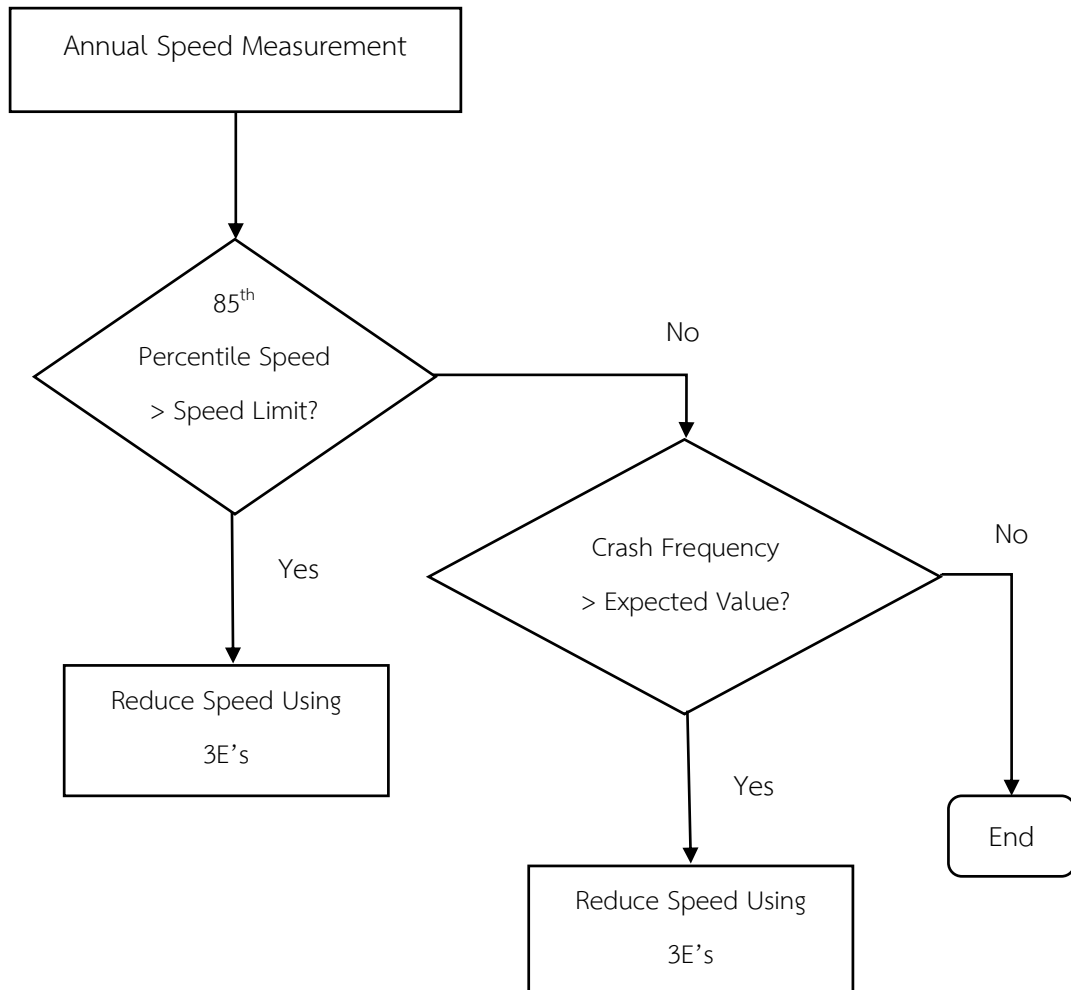 Annual Speed Measurement
85th
Percentile Speed
> Speed Limit?
No
Yes
Crash Frequency
> Expected Value?
No
Reduce Speed Using
3E’s
Yes
End
Reduce Speed Using
3E’s